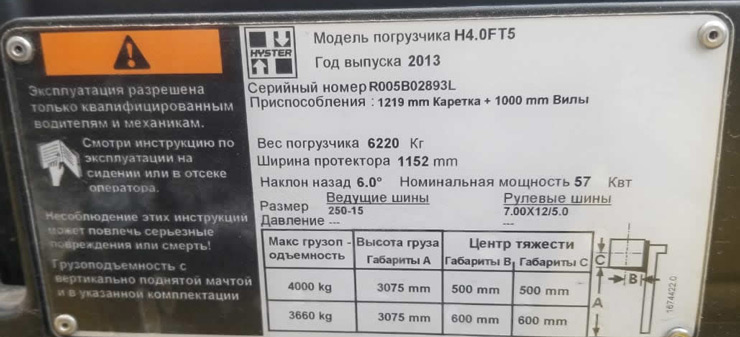 Эксплуатация разрешена
только квалифицированным
водителям и механикам.
Смотри инструкцию по
эксплуатации на
сидении или в отсеке
оператора.
Несоблюдение этих инструкций
может повлечь серьезные
повреждения или смерть!
Грузоподъемность с
вертикально поднятой мачтой
и в указанной комплектации
HYSTER
Модель погрузчика H4.0FT5
Год выпуска 2013
Серийный номер R005B02893L
Приспособления : 1219 mm Каретка + 1000 mm Вилы
Вес погрузчика 6220 Кг
Ширина протектора 1152 mm
Наклон назад 6.0° Номинальная мощность 57 Квт
Ведущие шины Рулевые шины
Размер 250-15 7.00X12/5.0
Давление --- ---
Макс грузоп - Высота груза Центр тяжести
одъемность Габариты A Габариты B Габариты C
4000 kg 3075 mm 500 mm 500 mm
3660 kg 3075 mm 600 mm 600 mm
C
B
A
1674422.0